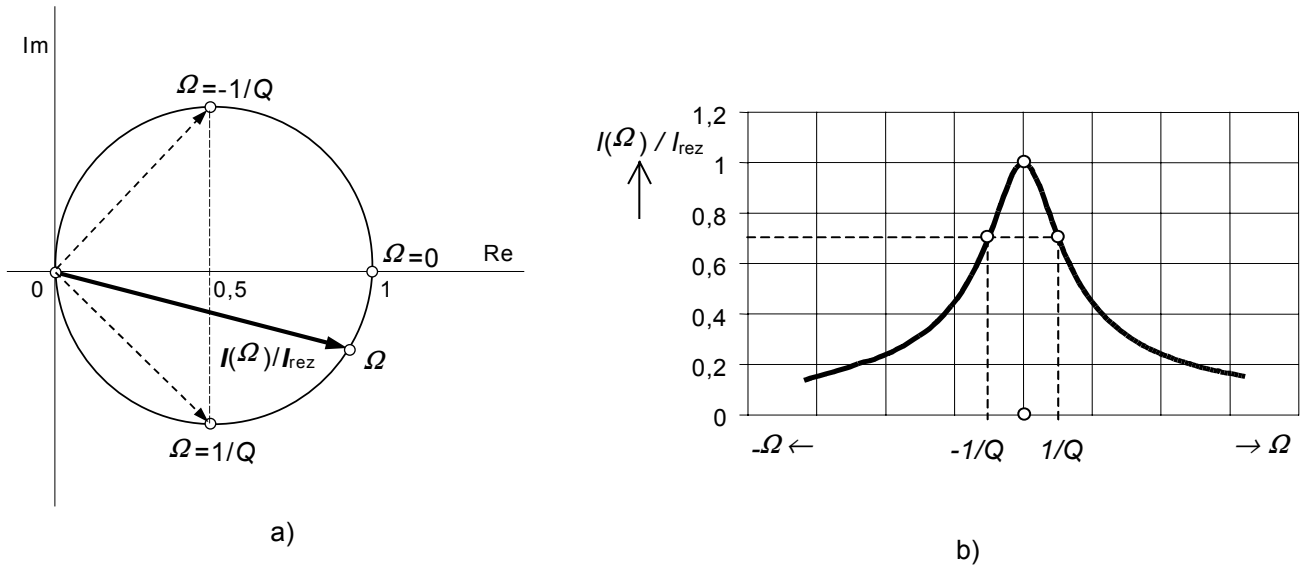 Im
Ω=-1/Q
Ω=0
Re
0
0,5
1
I(Ω)/Irez
Ω
Ω=1/Q
a)
I(Ω) / Irez
1,2
1
0,8
0,6
0,4
0,2
0
-Ω ←
-1/Q
1/Q
→ Ω
b)